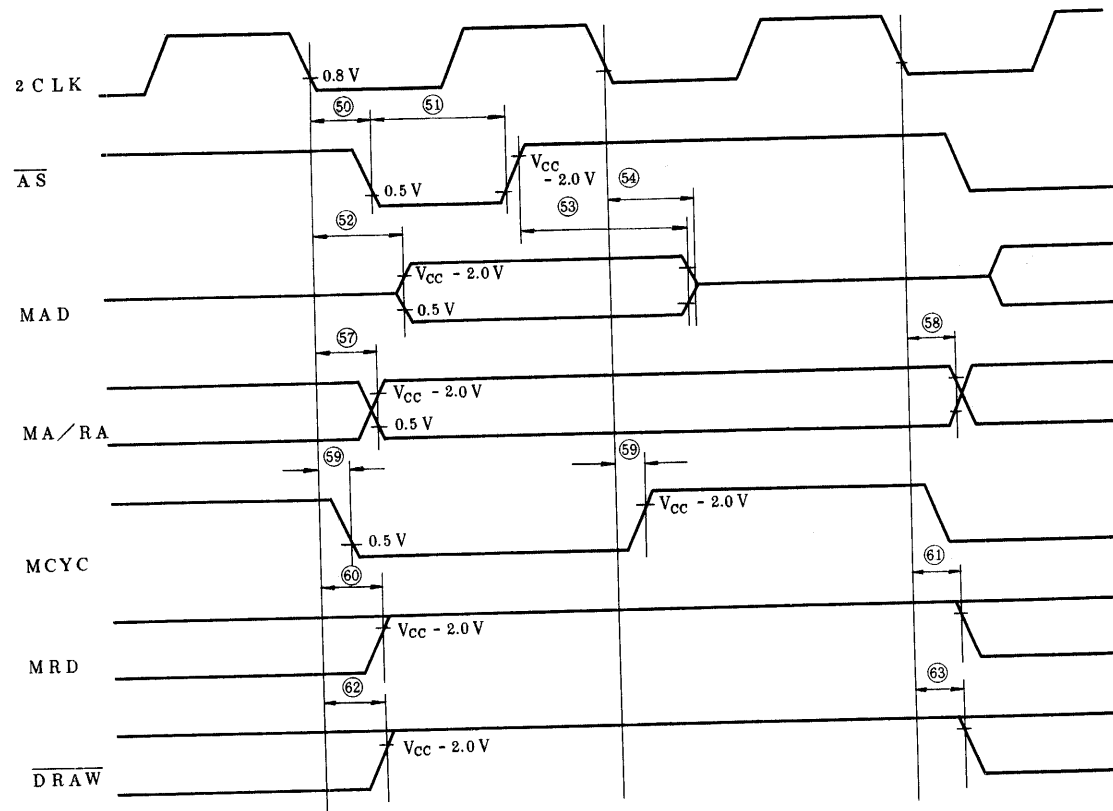 2 CLK
0.8 V
㊿ 51
AS
VCC
- 2.0 V
0.5 V
54
53
52
VCC - 2.0 V
MAD
0.5 V
57
58
VCC - 2.0 V
MA/RA
0.5 V
59
59
VCC - 2.0 V
MCYC
0.5 V
60
61
VCC - 2.0 V
MRD
62
63
VCC - 2.0 V
DRAW